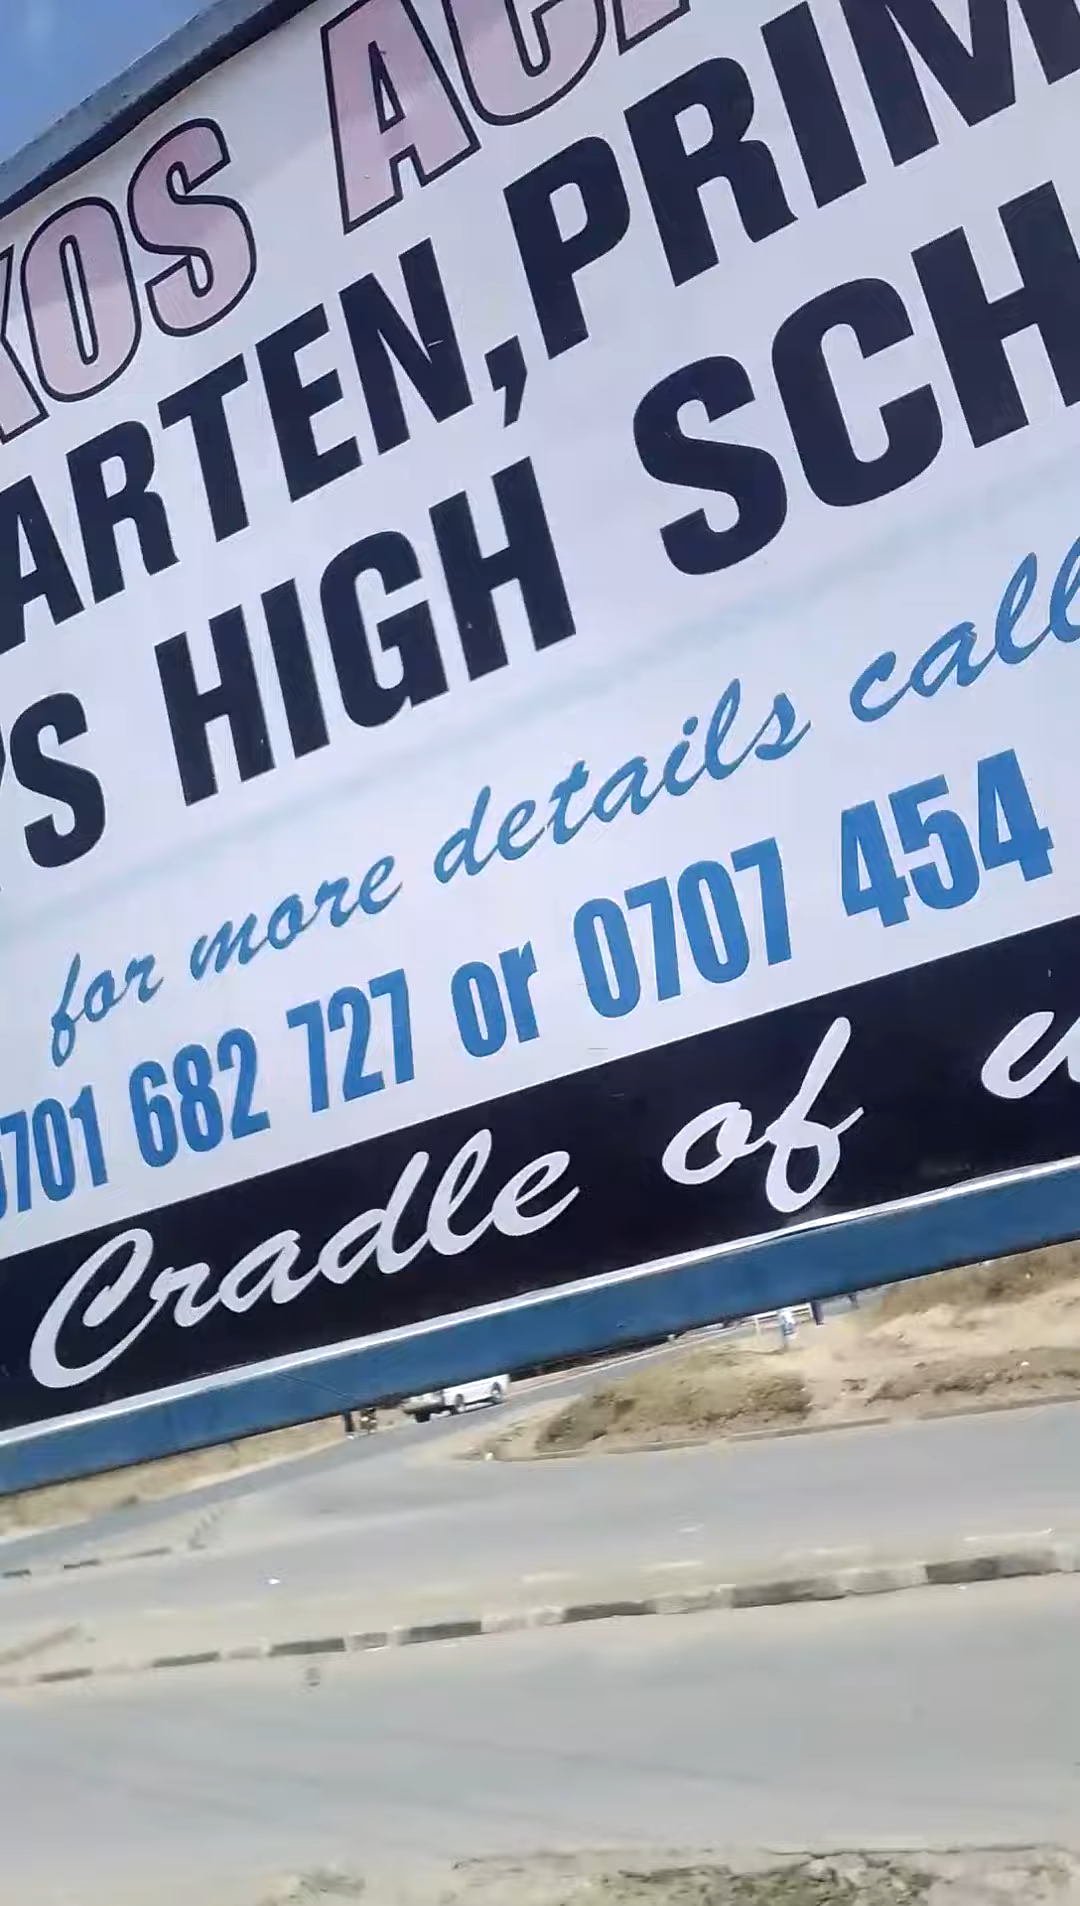 KOS AC
ARTEN, PRIM
S HIGH SCH
for more details call
0701 682 727 or 0707 454
Cradle of